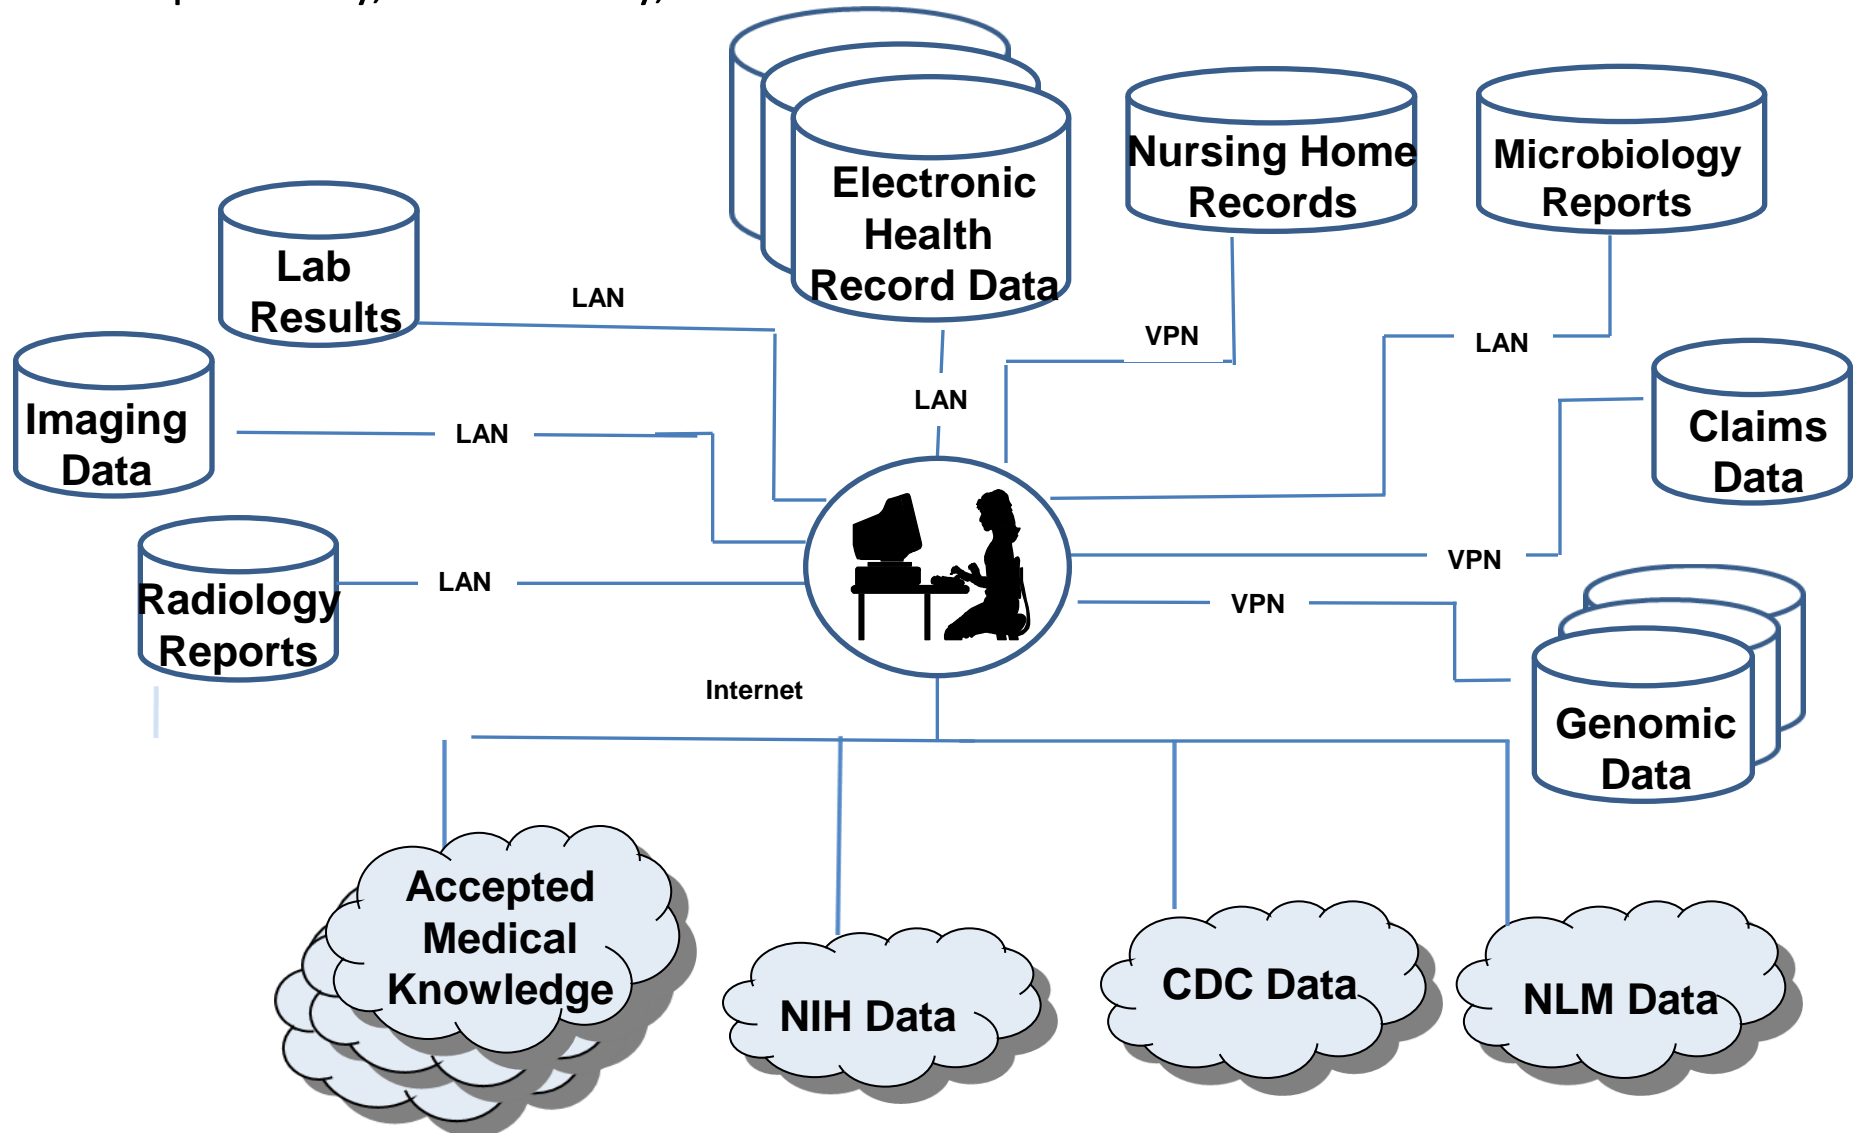 Electronic
Health
Record Data
Nursing Home
Records
Microbiology
Reports
Lab
Results
LAN
VPN
LAN
Imaging
Data
LAN
LAN
Claims
Data
Radiology
Reports
LAN
VPN
VPN
Internet
Genomic
Data
Accepted
Medical
Knowledge
NIH Data
CDC Data
NLM Data